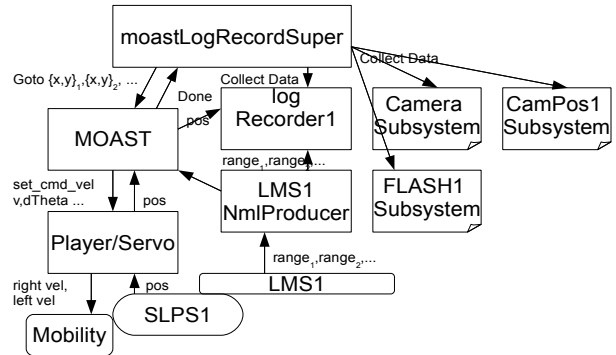 moastLogRecordSuper
Goto {x,y}1,{x,y}2, ...
Collect Data
Collect Data
Done
pos
log
Recorder1
Camera
Subsystem
CamPos1
Subsystem
MOAST
range1,range2,...
set_cmd_vel
v,dTheta ...
pos
LMS1
NmlProducer
FLASH1
Subsystem
Player/Servo
range1,range2,...
right vel,
left vel
pos
LMS1
SLPS1
Mobility